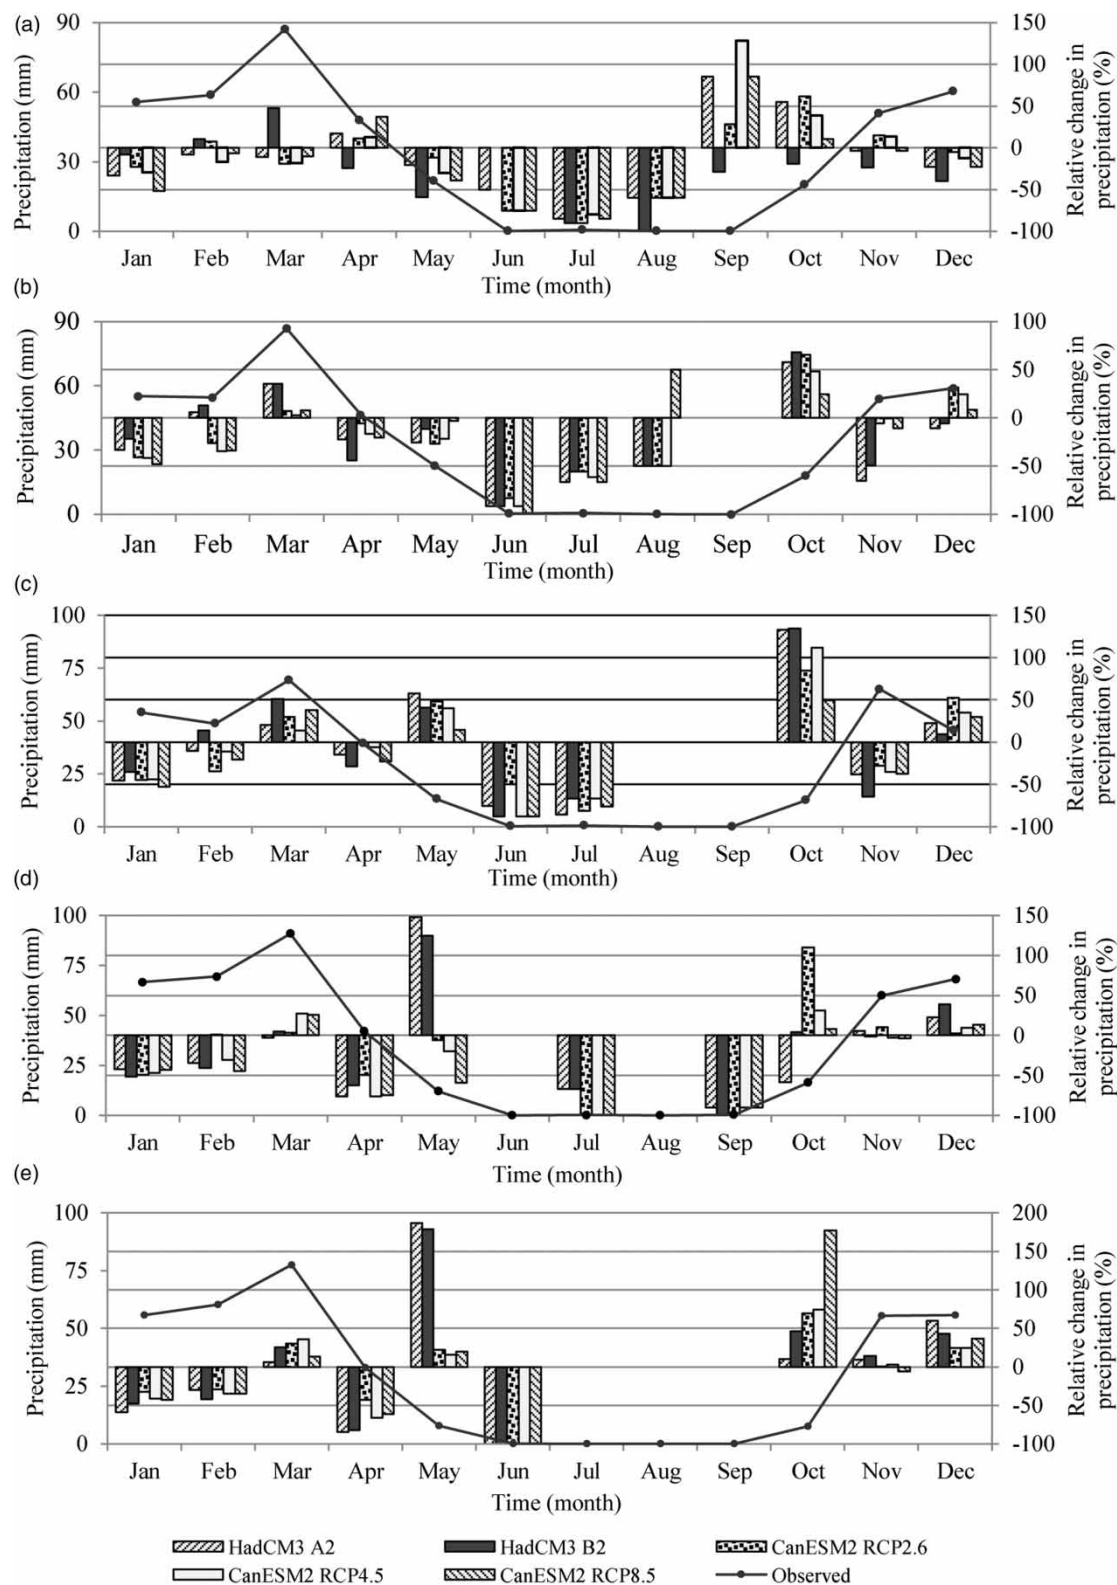 (a)
90
60
30
0
Precipitation (mm)
150
100
50
0
-50
-100
Relative change in
precipitation (%)
Jan Feb Mar Apr May Jun Jul Aug Sep Oct Nov Dec
Time (month)
(b)
90
60
30
0
Precipitation (mm)
100
50
0
-50
-100
Relative change in
precipitation (%)
Jan Feb Mar Apr May Jun Jul Aug Sep Oct Nov Dec
Time (month)
(c)
100
75
50
25
0
Precipitation (mm)
150
100
50
0
-50
-100
Relative change in
precipitation (%)
Jan Feb Mar Apr May Jun Jul Aug Sep Oct Nov Dec
Time (month)
(d)
100
75
50
25
0
Precipitation (mm)
150
100
50
0
-50
-100
Relative change in
precipitation (%)
Jan Feb Mar Apr May Jun Jul Aug Sep Oct Nov Dec
Time (month)
(e)
100
75
50
25
0
Precipitation (mm)
200
150
100
50
0
-50
-100
Relative change in
precipitation (%)
Jan Feb Mar Apr May Jun Jul Aug Sep Oct Nov Dec
Time (month)
HadCM3 A2 HadCM3 B2 CanESM2 RCP2.6
CanESM2 RCP4.5 CanESM2 RCP8.5 Observed